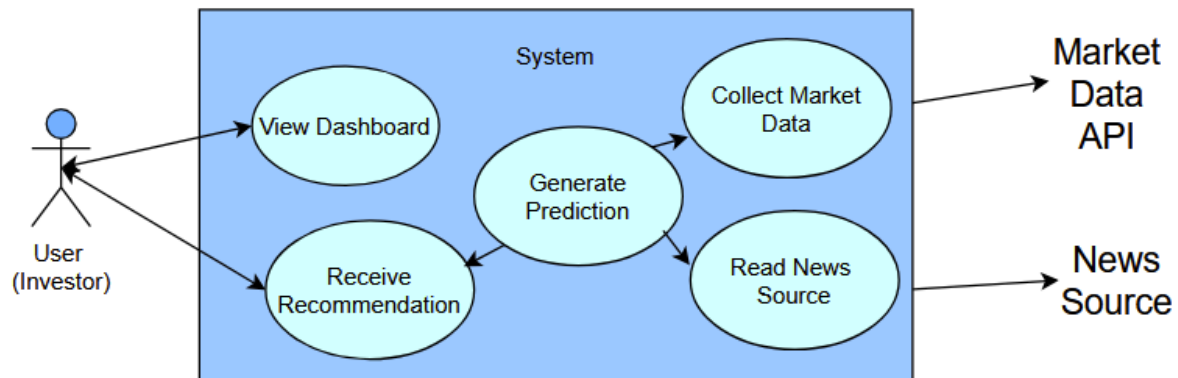 System
Market
Data
API
Collect Market
Data
View Dashboard
Generate
Prediction
User
(Investor)
Receive
Recommendation
Read News
Source
News
Source